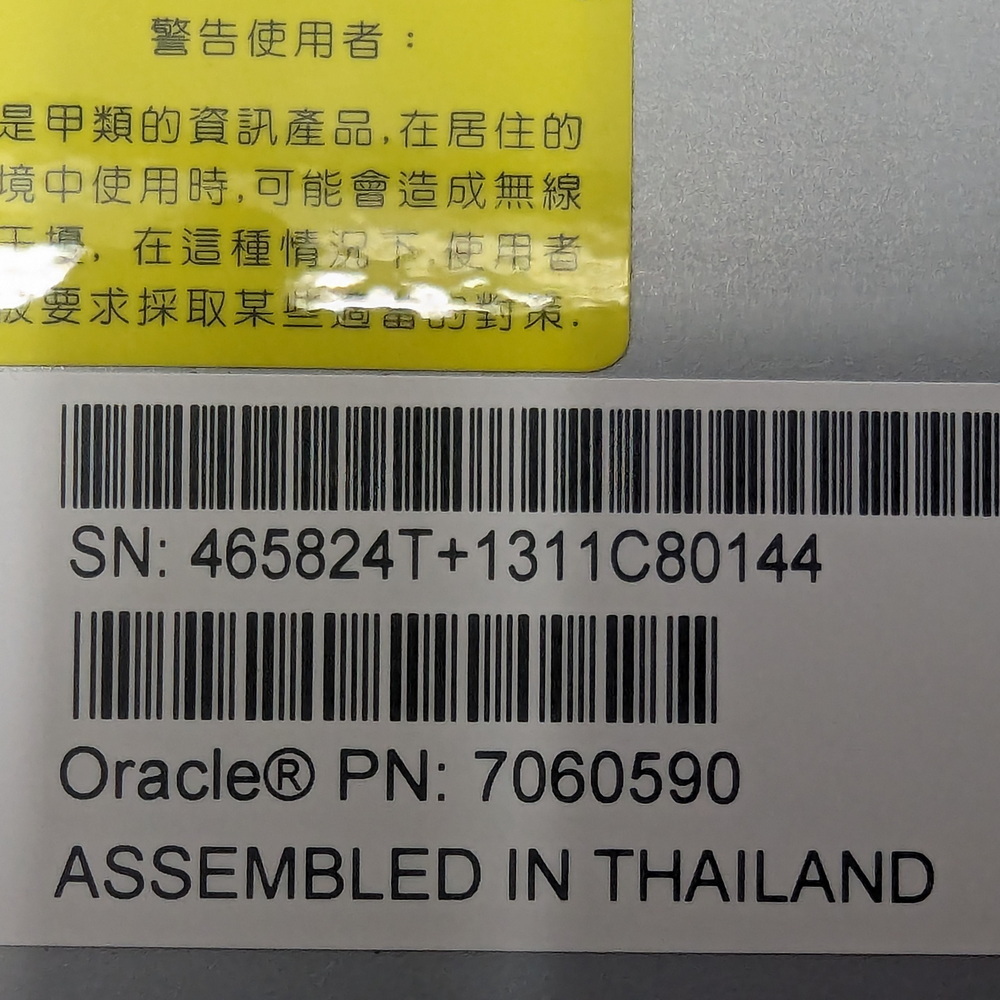 警告使用者：
是甲類的資訊產品,在居住的
境中使用時,可能會造成無線
干擾, 在這種情況下,使用者
被要求採取某些適當的對策.
SN: 465824T+1311C80144
Oracle® PN: 7060590
ASSEMBLED IN THAILAND